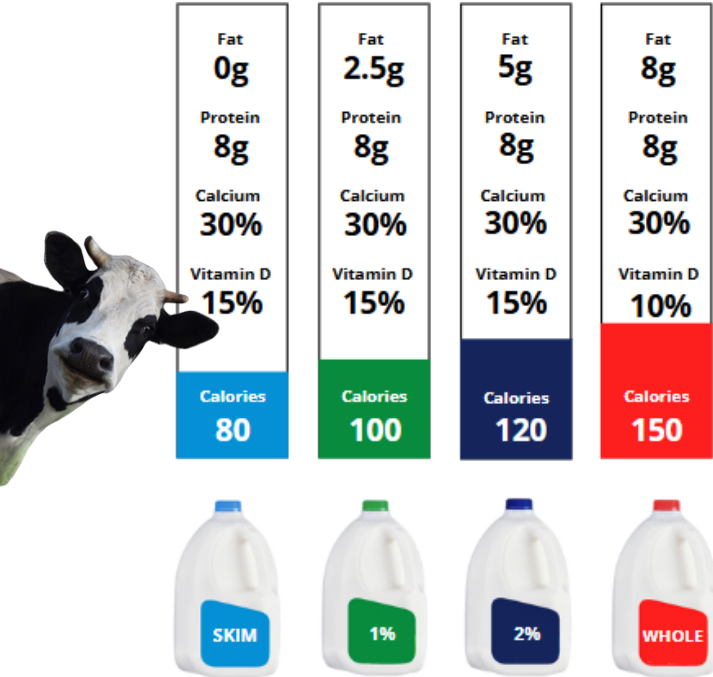 Fat
0g
Protein
8g
Calcium
30%
Vitamin D
15%
Calories
80
SKIM
Fat
2.5g
Protein
8g
Calcium
30%
Vitamin D
15%
Calories
100
1%
Fat
5g
Protein
8g
Calcium
30%
Vitamin D
15%
Calories
120
2%
Fat
8g
Protein
8g
Calcium
30%
Vitamin D
10%
Calories
150
WHOLE